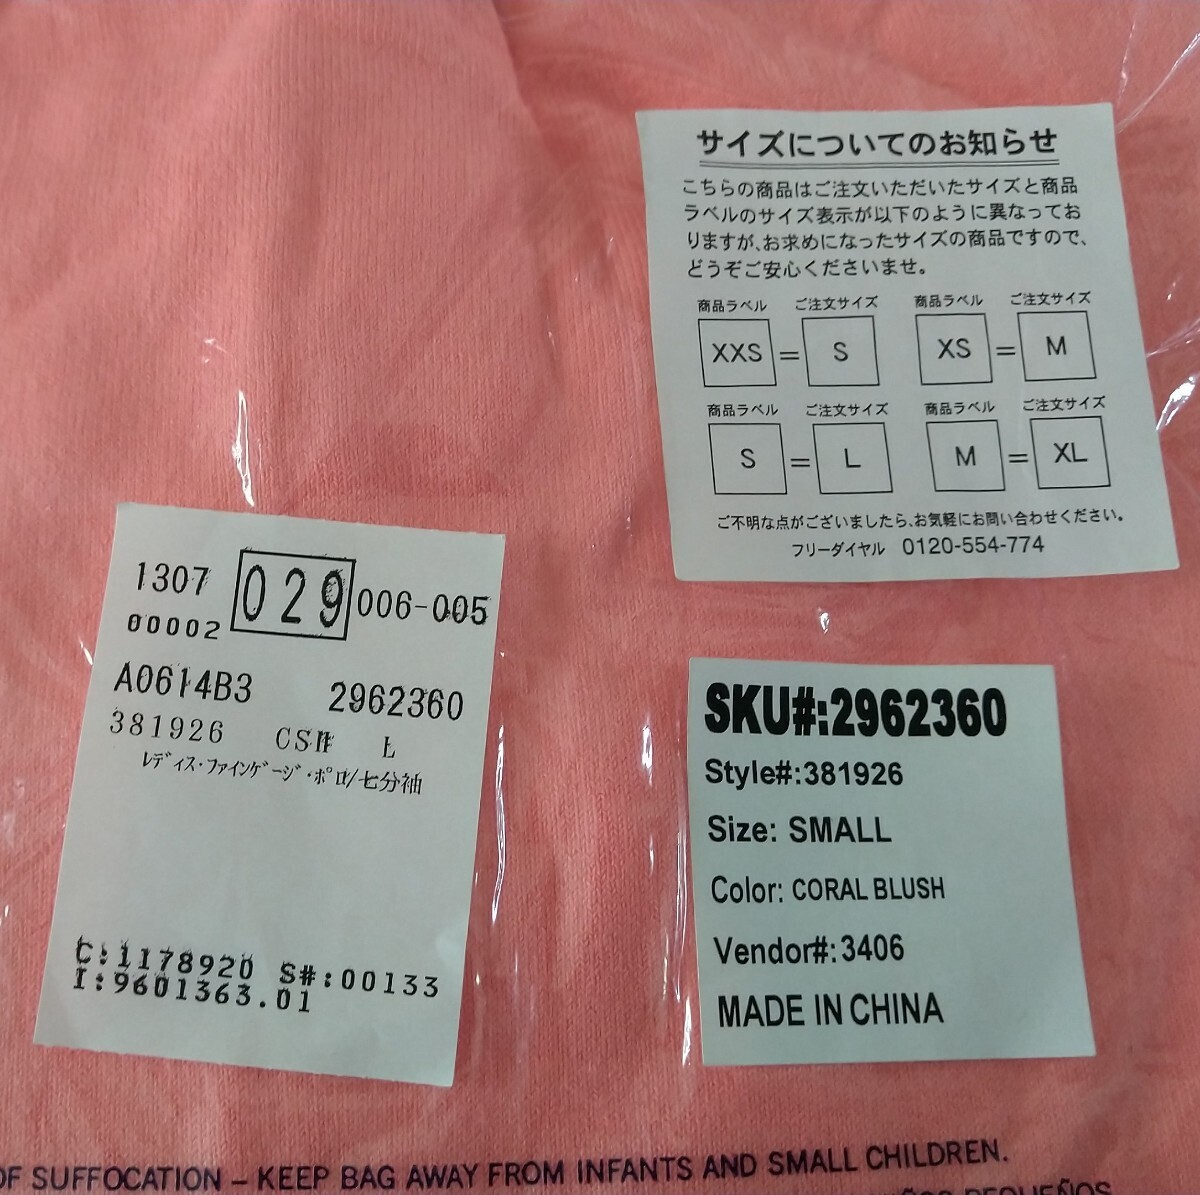 サイズについてのお知らせ
こちらの商品はご注文いただいたサイズと商品
ラベルのサイズ表示が以下のように異なってお
りますが、お求めになったサイズの商品ですので、
どうぞご安心くださいませ。
商品ラベル ご注文サイズ 商品ラベル ご注文サイズ
XXS = S XS = M
商品ラベル ご注文サイズ 商品ラベル ご注文サイズ
S = L M = XL
ご不明な点がございましたら、お気軽にお問い合わせください。
フリーダイヤル 0120-554-774
1307 029 006-005
00002
A0614B3 2962360
381926 L
レディス・ファインゲージ・ポロ/七分袖
C:1178920 S#:00133
I:9601363.01
SKU#:2962360
Style#:381926
Size: SMALL
Color: CORAL BLUSH
Vendor#:3406
MADE IN CHINA
OF SUFFOCATION – KEEP BAG AWAY FROM INFANTS AND SMALL CHILDREN.